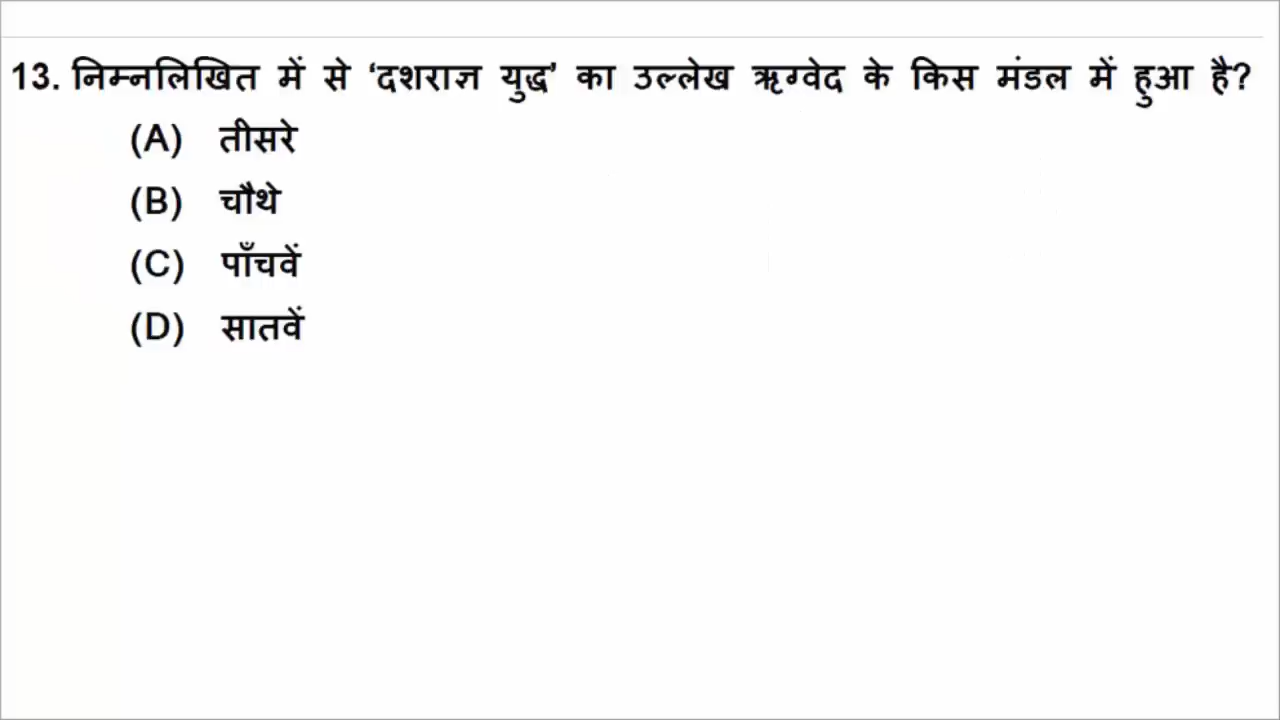 13. निम्नलिखित में से ‘दशराज्ञ युद्ध’ का उल्लेख ऋग्वेद के किस मंडल में हुआ है?
(A) तीसरे
(B) चौथे
(C) पाँचवें
(D) सातवें